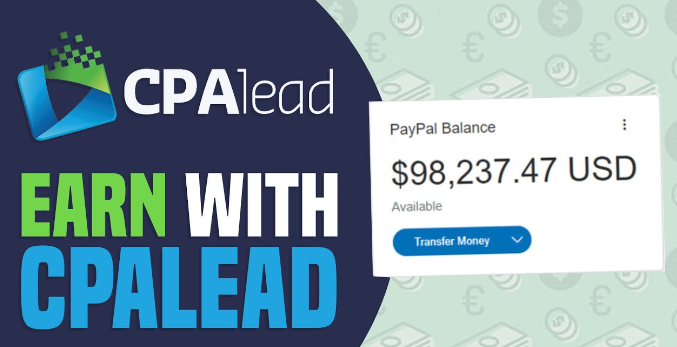 CPAlead
EARN WITH
CPALEAD
PayPal Balance
$98,237.47 USD
Available
Transfer Money